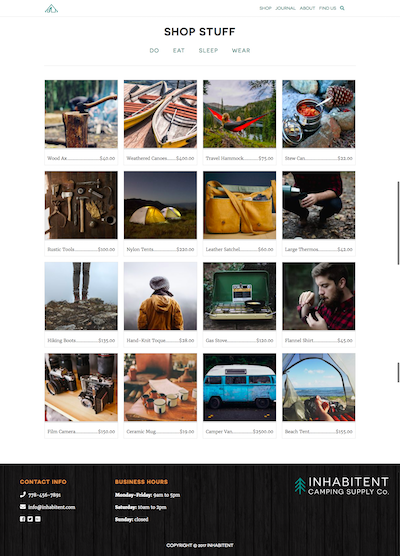 SHOP JOURNAL ABOUT FIND US
SHOP STUFF
DO EAT SLEEP WEAR
Wood Ax $40.00
Weathered Canoes $400.00
Travel Hammock $75.00
Stew Can $22.00
Rustic Tools $100.00
Nylon Tents $220.00
Leather Satchel $60.00
Large Thermos $42.00
Hiking Boots $135.00
Hand-Knit Toque $28.00
Gas Stove $120.00
Flannel Shirt $45.00
Film Camera $150.00
Ceramic Mug $19.00
Camper Van $2500.00
Beach Tent $155.00
CONTACT INFO
778-456-7891
info@inhabitent.com
BUSINESS HOURS
Monday-Friday: 9am to 5pm
Saturday: 10am to 2pm
Sunday: closed
INHABITENT
CAMPING SUPPLY Co.
COPYRIGHT © 2017 INHABITENT